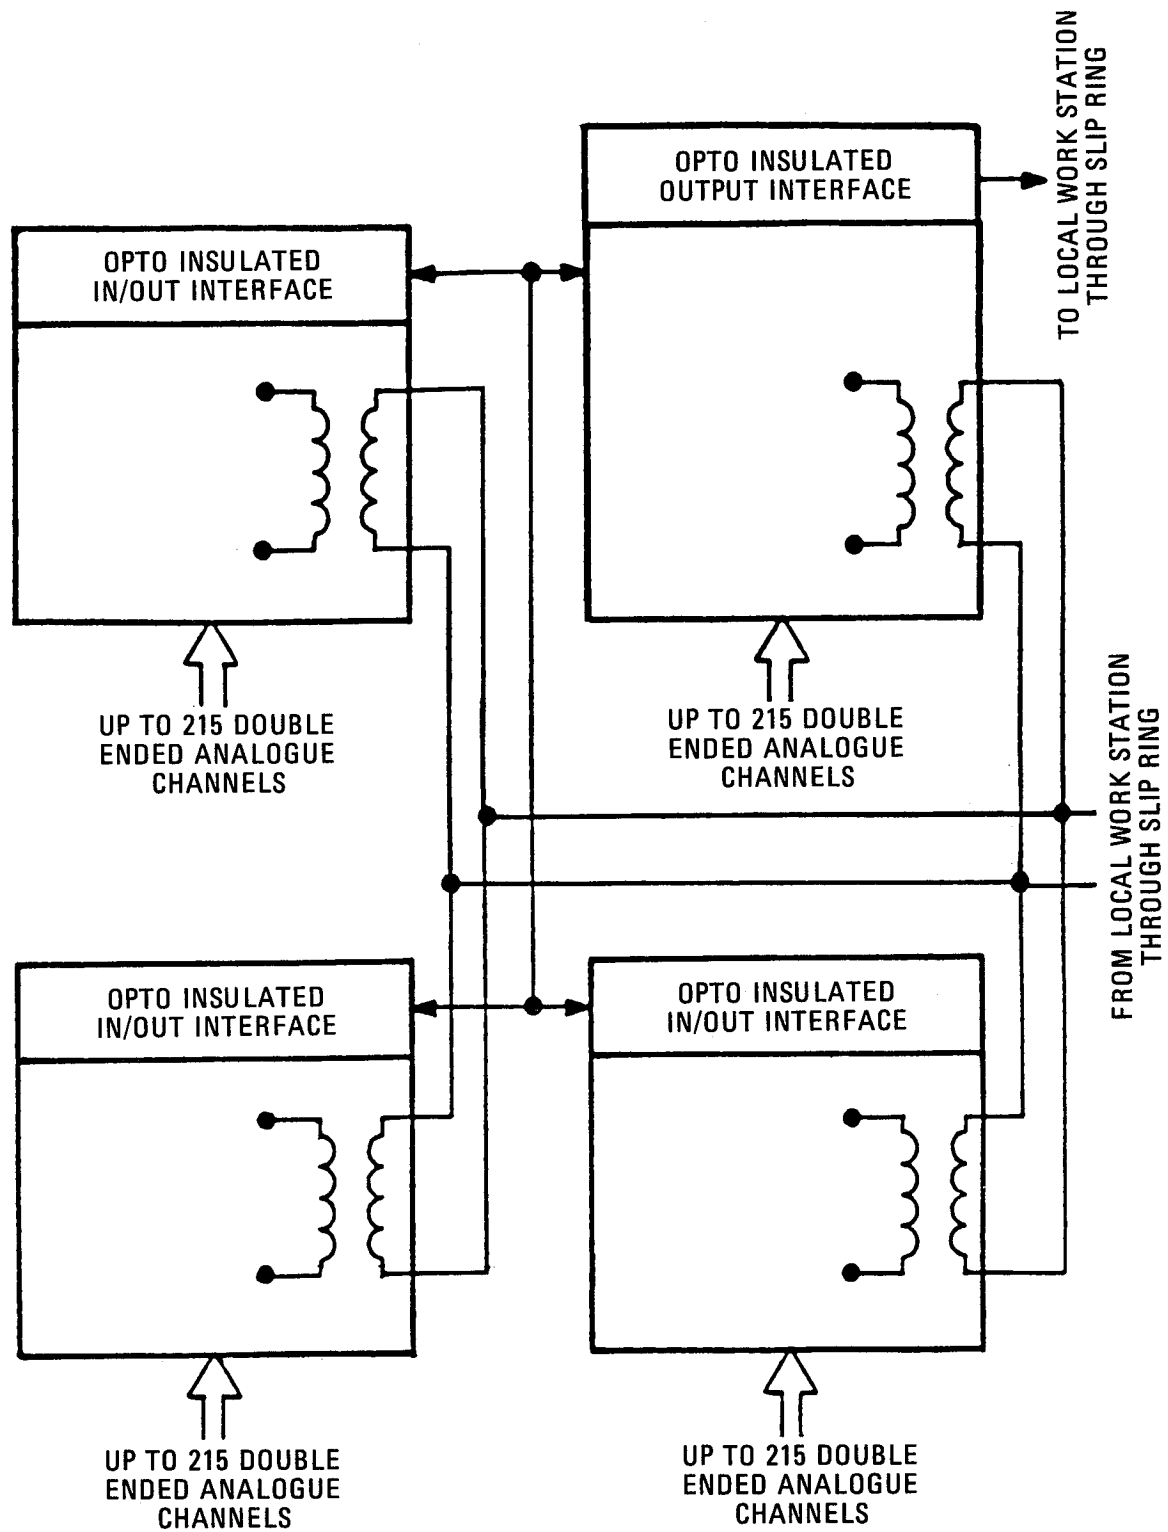 OPTO INSULATED
OUTPUT INTERFACE
TO LOCAL WORK STATION
THROUGH SLIP RING
OPTO INSULATED
IN/OUT INTERFACE
UP TO 215 DOUBLE
ENDED ANALOGUE
CHANNELS
UP TO 215 DOUBLE
ENDED ANALOGUE
CHANNELS
FROM LOCAL WORK STATION
THROUGH SLIP RING
OPTO INSULATED
IN/OUT INTERFACE
OPTO INSULATED
IN/OUT INTERFACE
UP TO 215 DOUBLE
ENDED ANALOGUE
CHANNELS
UP TO 215 DOUBLE
ENDED ANALOGUE
CHANNELS